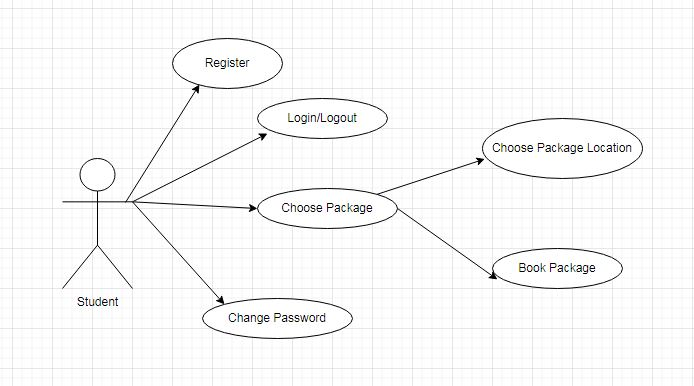 Register
Login/Logout
Choose Package Location
Choose Package
Book Package
Student
Change Password